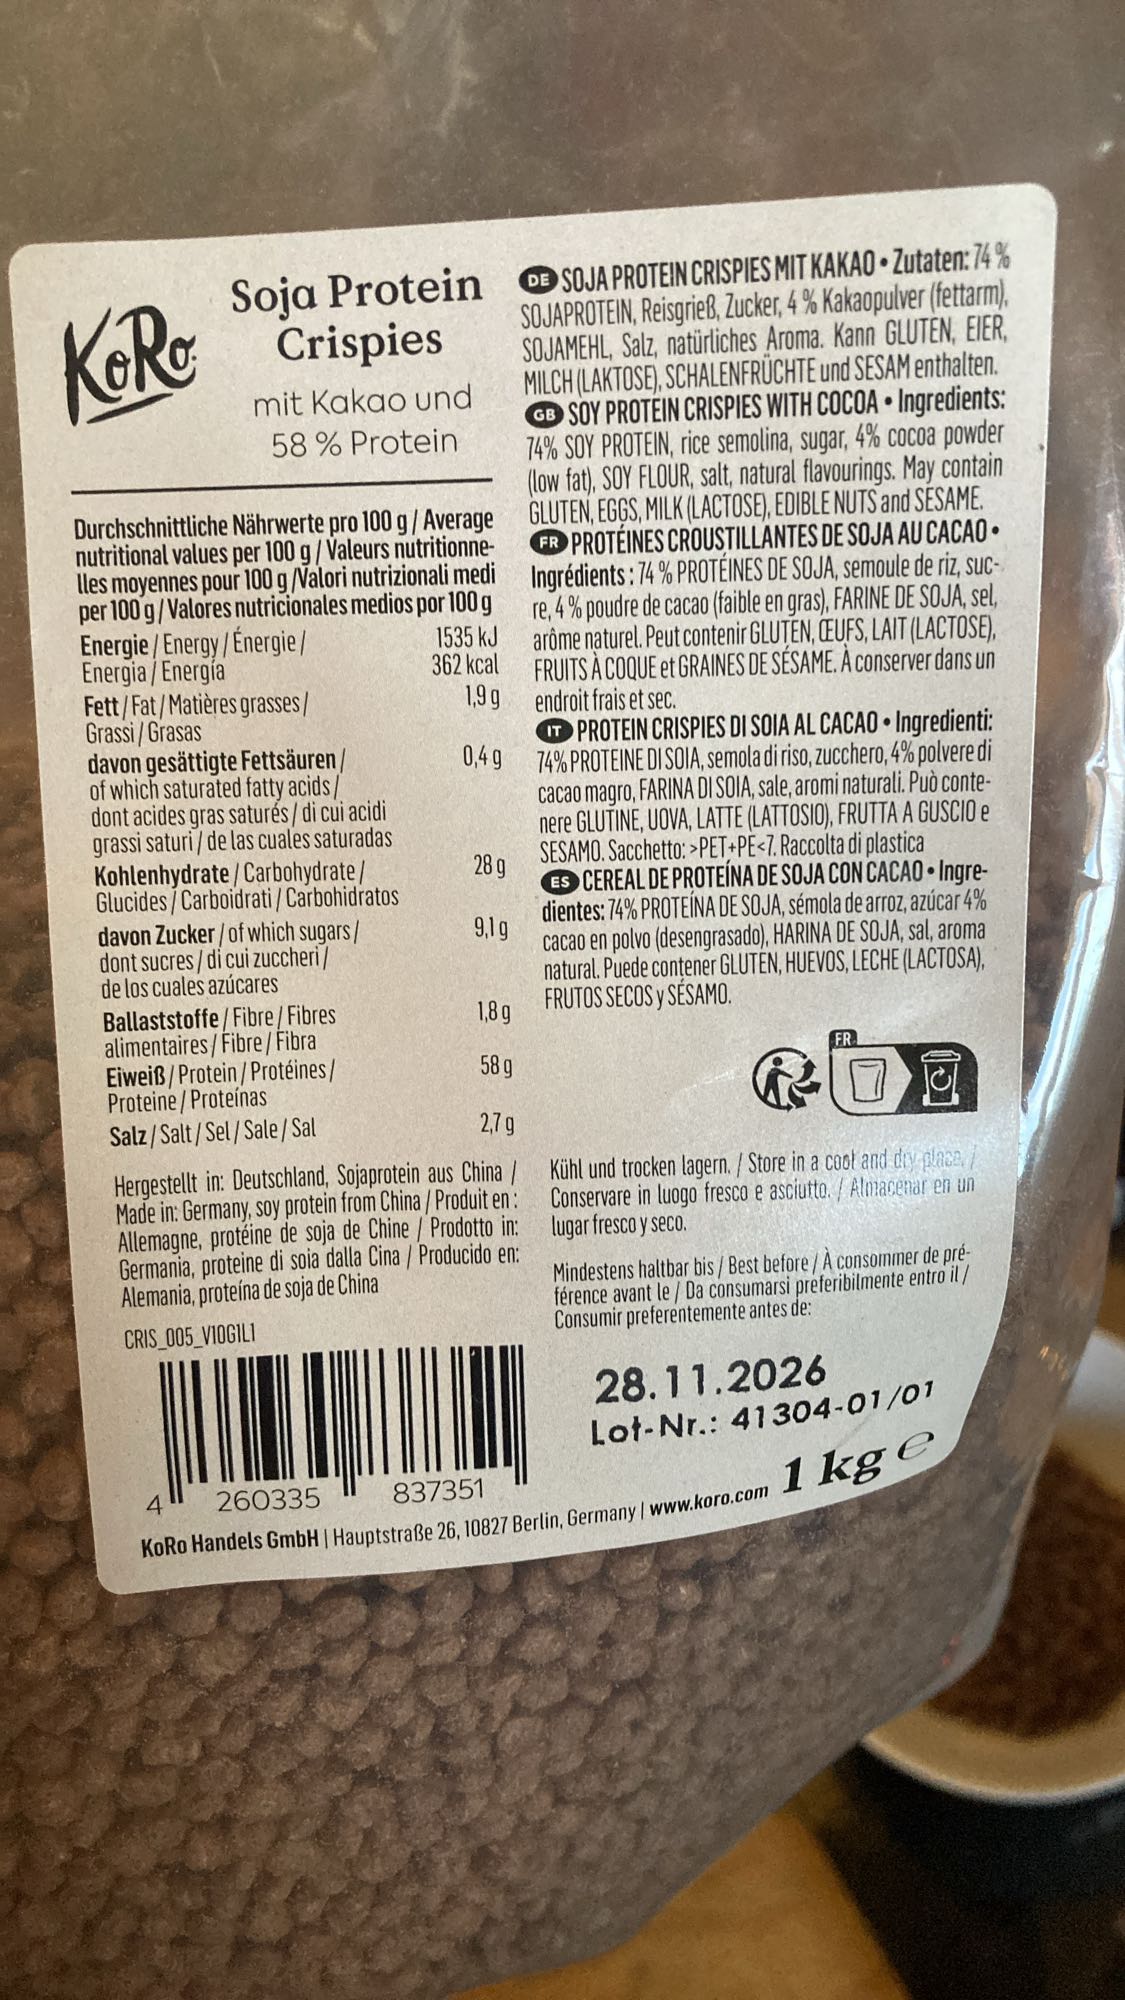 KoRo
Soja Protein
Crispies
mit Kakao und
58 % Protein
Durchschnittliche Nährwerte pro 100 g / Average
nutritional values per 100 g / Valeurs nutritionne-
lles moyennes pour 100 g /Valori nutrizionali medi
per 100 g / Valores nutricionales medios por 100 g
Energie / Energy / Énergie / 1535 kJ
Energia / Energía 362 kcal
Fett / Fat / Matières grasses / 1,9 g
Grassi / Grasas
davon gesättigte Fettsäuren / 0,4 g
of which saturated fatty acids /
dont acides gras saturés / di cui acidi
grassi saturi / de las cuales saturadas
Kohlenhydrate / Carbohydrate / 28 g
Glucides / Carboidrati / Carbohidratos
davon Zucker / of which sugars / 9,1 g
dont sucres / di cui zuccheri /
de los cuales azúcares
Ballaststoffe / Fibre / Fibres 1,8 g
alimentaires / Fibre / Fibra
Eiweiß / Protein / Protéines / 58 g
Proteine / Proteínas
Salz / Salt / Sel / Sale / Sal 2,7 g
Hergestellt in: Deutschland, Sojaprotein aus China /
Made in: Germany, soy protein from China / Produit en :
Allemagne, protéine de soja de Chine / Prodotto in:
Germania, proteine di soia dalla Cina / Producido en:
Alemania, proteína de soja de China
CRIS_005_V10G1L1
4 260335 837351
DE SOJA PROTEIN CRISPIES MIT KAKAO • Zutaten: 74 %
SOJAPROTEIN, Reisgrieß, Zucker, 4 % Kakaopulver (fettarm),
SOJAMEHL, Salz, natürliches Aroma. Kann GLUTEN, EIER,
MILCH (LAKTOSE), SCHALENFRÜCHTE und SESAM enthalten.
GB SOY PROTEIN CRISPIES WITH COCOA • Ingredients:
74% SOY PROTEIN, rice semolina, sugar, 4% cocoa powder
(low fat), SOY FLOUR, salt, natural flavourings. May contain
GLUTEN, EGGS, MILK (LACTOSE), EDIBLE NUTS and SESAME.
FR PROTÉINES CROUSTILLANTES DE SOJA AU CACAO •
Ingrédients : 74 % PROTÉINES DE SOJA, semoule de riz, suc-
re, 4 % poudre de cacao (faible en gras), FARINE DE SOJA, sel,
arôme naturel. Peut contenir GLUTEN, ŒUFS, LAIT (LACTOSE),
FRUITS À COQUE et GRAINES DE SÉSAME. À conserver dans un
endroit frais et sec.
IT PROTEIN CRISPIES DI SOIA AL CACAO • Ingredienti:
74% PROTEINE DI SOIA, semola di riso, zucchero, 4% polvere di
cacao magro, FARINA DI SOIA, sale, aromi naturali. Può conte-
nere GLUTINE, UOVA, LATTE (LATTOSIO), FRUTTA A GUSCIO e
SESAMO. Sacchetto: >PET+PE<7. Raccolta di plastica
ES CEREAL DE PROTEÍNA DE SOJA CON CACAO • Ingre-
dientes: 74% PROTEÍNA DE SOJA, sémola de arroz, azúcar 4%
cacao en polvo (desengrasado), HARINA DE SOJA, sal, aroma
natural. Puede contener GLUTEN, HUEVOS, LECHE (LACTOSA),
FRUTOS SECOS y SÉSAMO.
FR
Kühl und trocken lagern. / Store in a cool and dry place. /
Conservare in luogo fresco e asciutto. / Almacenar en un
lugar fresco y seco.
Mindestens haltbar bis / Best before / À consommer de pré-
férence avant le / Da consumarsi preferibilmente entro il /
Consumir preferentemente antes de:
28.11.2026
Lot-Nr.: 41304-01/01
1 kg e
KoRo Handels GmbH | Hauptstraße 26, 10827 Berlin, Germany | www.koro.com